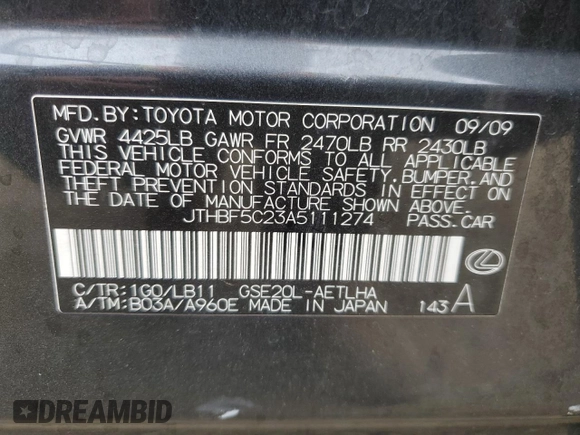 MFD.BY:TOYOTA MOTOR CORPORATION 09/09
GVWR 4425LB GAWR FR 2470LB RR 2430LB
THIS VEHICLE CONFORMS TO ALL APPLICABLE
FEDERAL MOTOR VEHICLE SAFETY,BUMPER,AND
THEFT PREVENTION STANDARDS IN EFFECT ON
THE DATE OF MANUFACTURE SHOWN ABOVE.
JTHBF5C23A5111274 PASS.CAR
C/TR:1G0/LB11 GSE20L-AETLHA
A/TM:B03A/A960E MADE IN JAPAN 143 A
DREAMBID